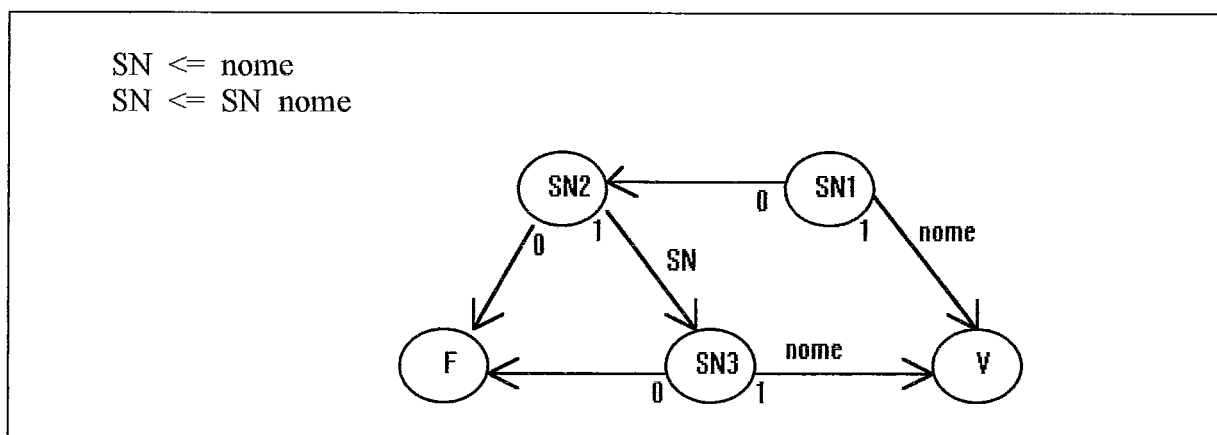 SN <= nome
SN <= SN nome
SN2
SN1
0
1
0
1
nome
SN
F
SN3
nome
V
0
1